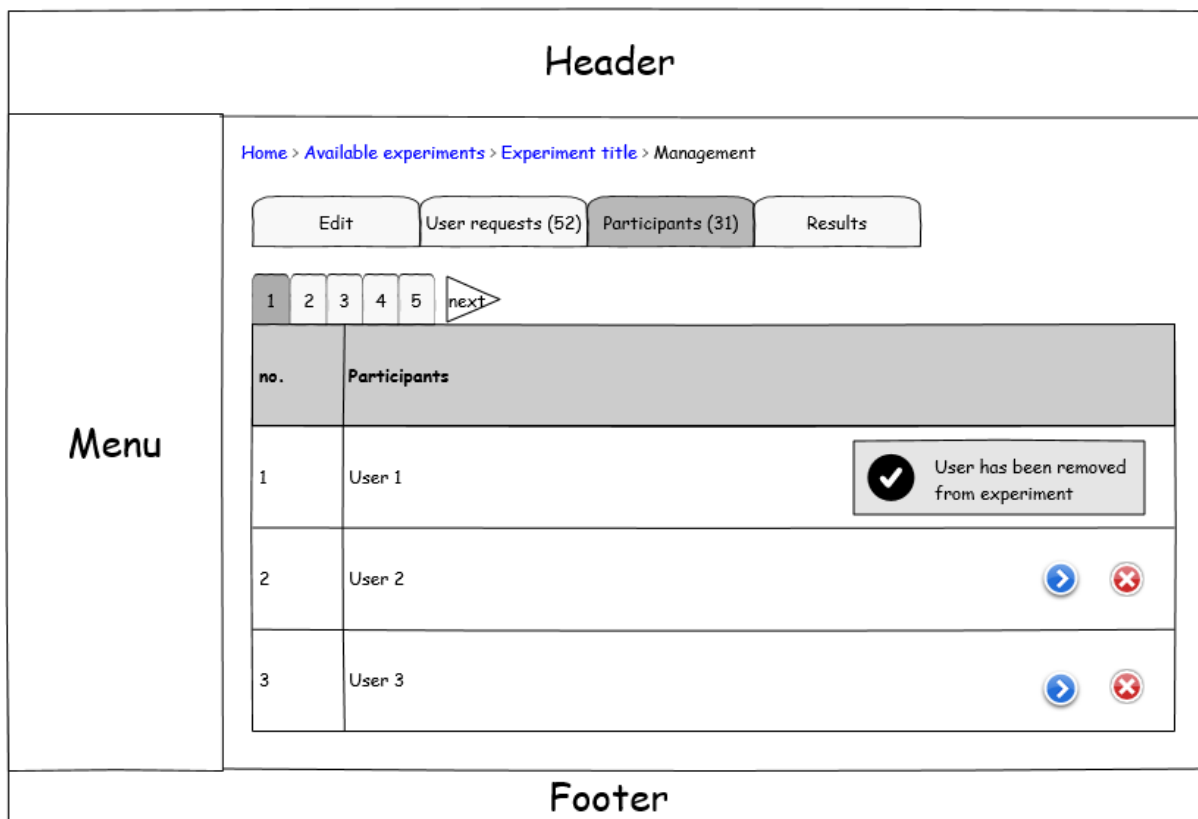 Header
Home > Available experiments > Experiment title > Management
Edit User requests (52) Participants (31) Results
1 2 3 4 5 next
no. Participants
Menu
1 User 1 User has been removed
from experiment
2 User 2
3 User 3
Footer